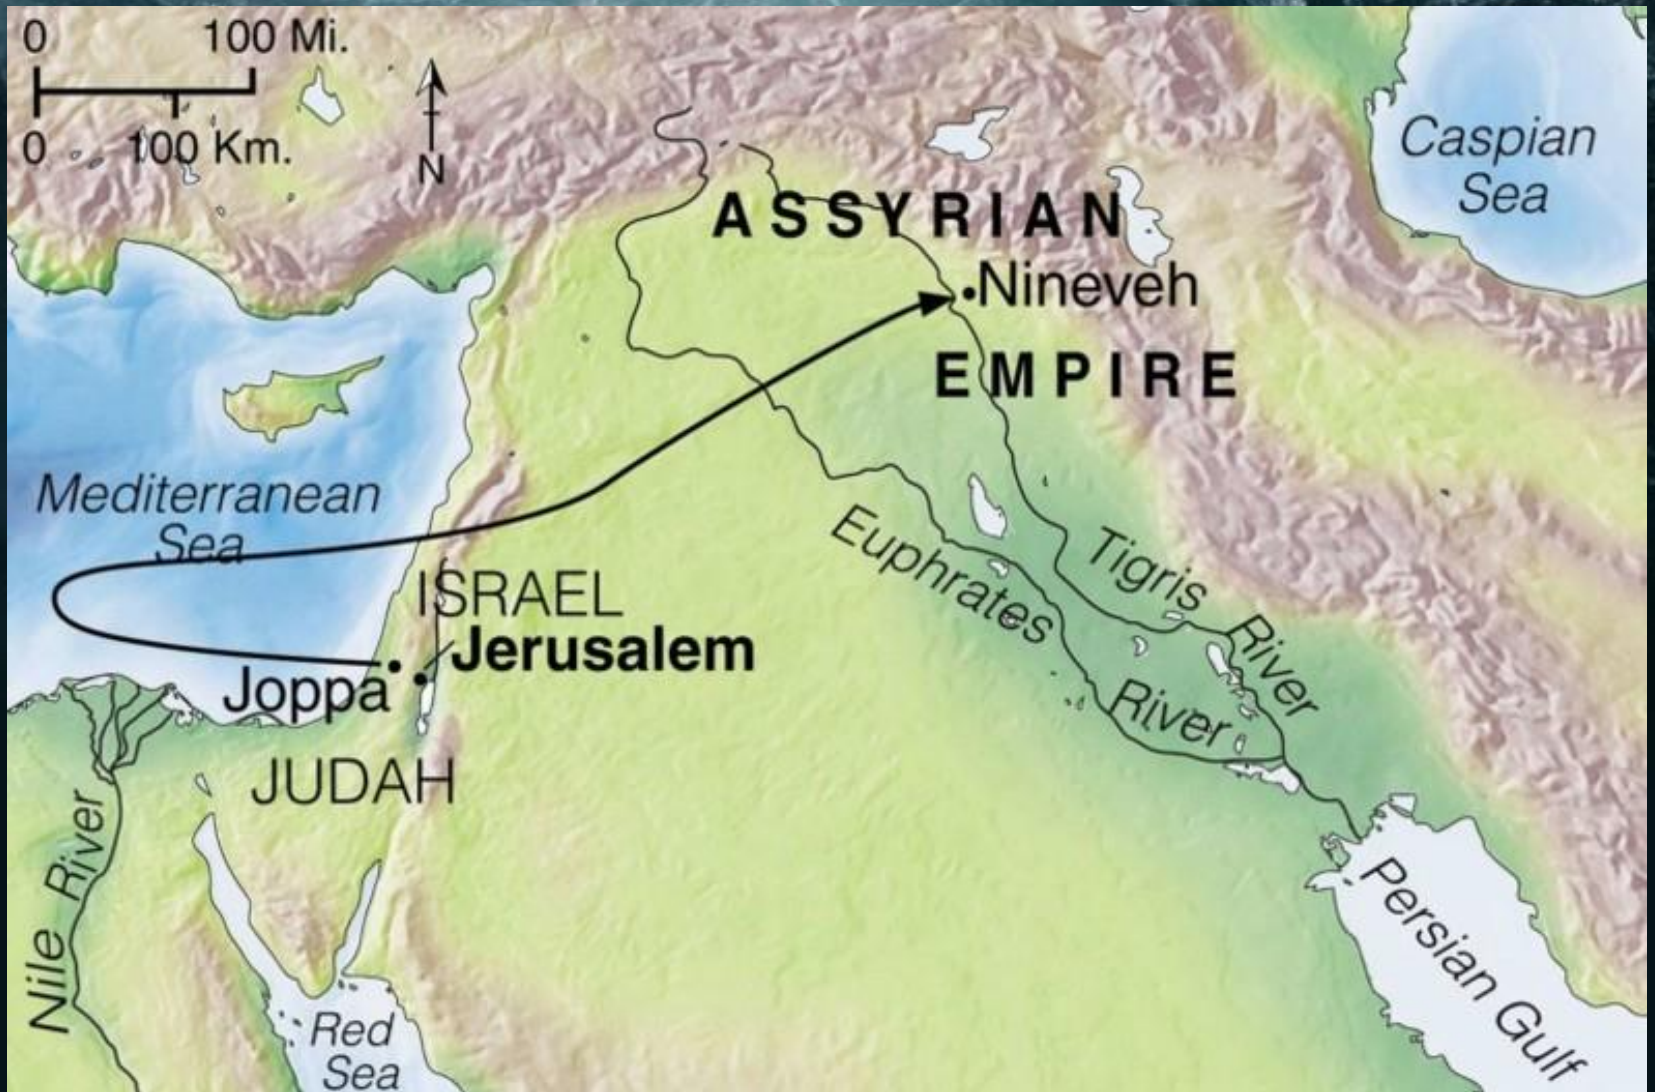 0 100 Mi.
0 100 Km.
N
Caspian
Sea
ASSYRIAN
Nineveh
EMPIRE
Mediterranean
Sea
Euphrates
River
Tigris
River
ISRAEL
Jerusalem
Joppa
JUDAH
Nile River
Red
Sea
Persian Gulf